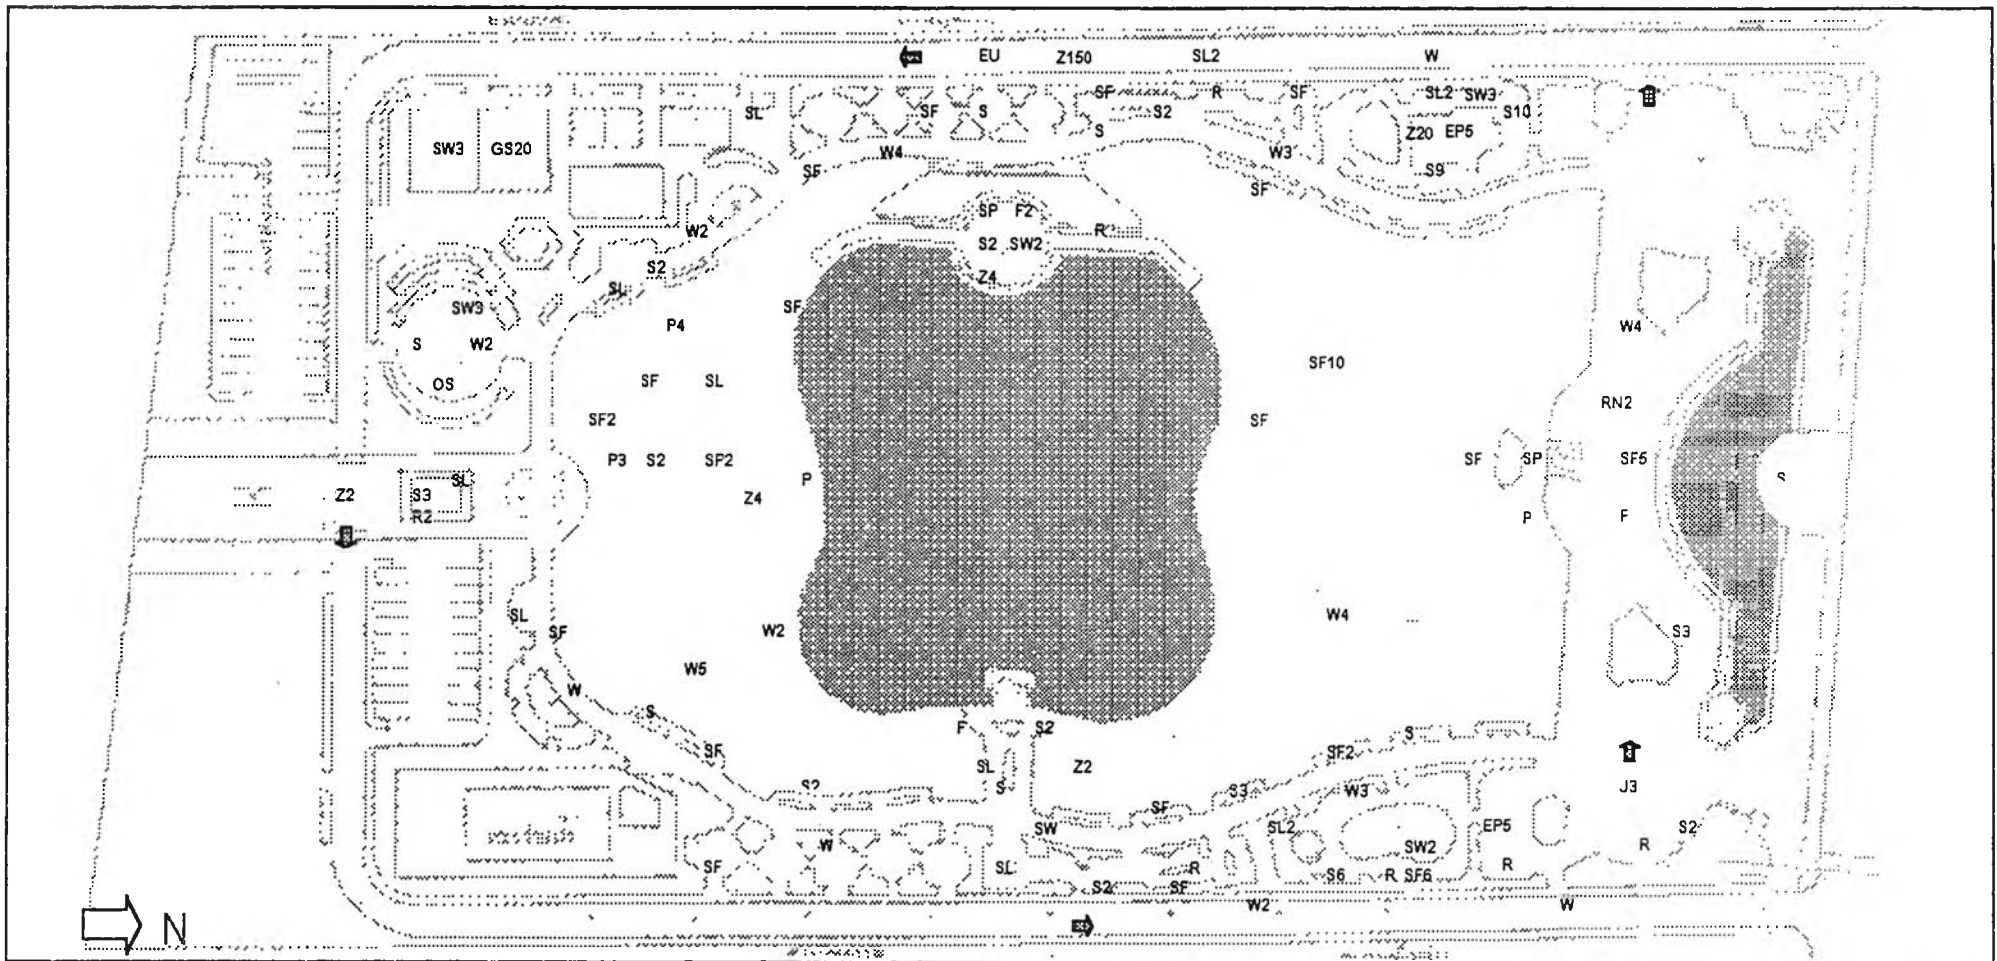 EU Z150 SL2 W
SL SF S SF S2 R SF SL2 SW3 S10
S Z20 EP5
SW3 GS20 W4 W3 S9
SF SF
SP F2
W2 S2 SW2 R
S2 Z4
SL
SW3 SF
P4 W4
S W2
SF10
OS SF SL
RN2
SF2 SF
P3 S2 SP2 SF SP SF5
SL P S
Z2 S3 Z4
R2 P F
SL W4
SF W2 S3
W5
W
S
F S2 S
SF SF2
SL Z2
S2 S S3 W3 J3
SF
SW SL2 EP5 S2
W SW2 R
SF SL R R
S6 R SF6
S2 SF
W2 W
N